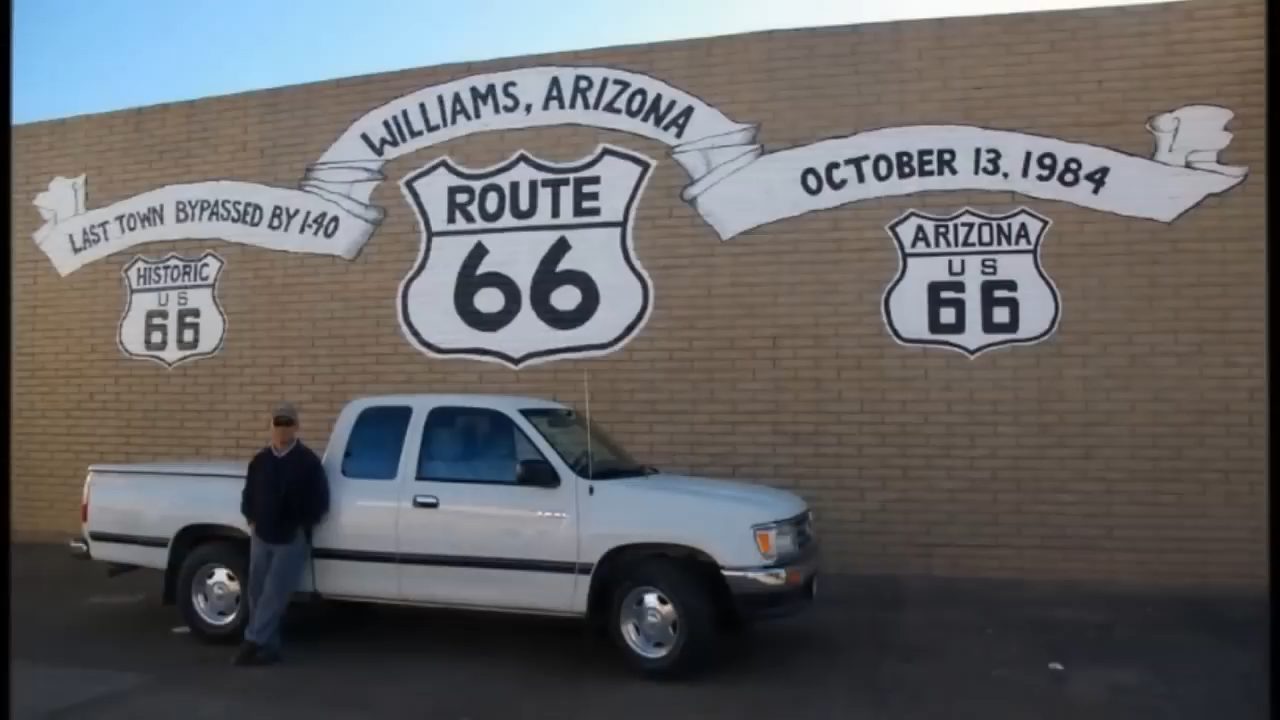 WILLIAMS, ARIZONA
LAST TOWN BYPASSED BY I-40
OCTOBER 13, 1984
HISTORIC
US
66
ROUTE
66
ARIZONA
US
66